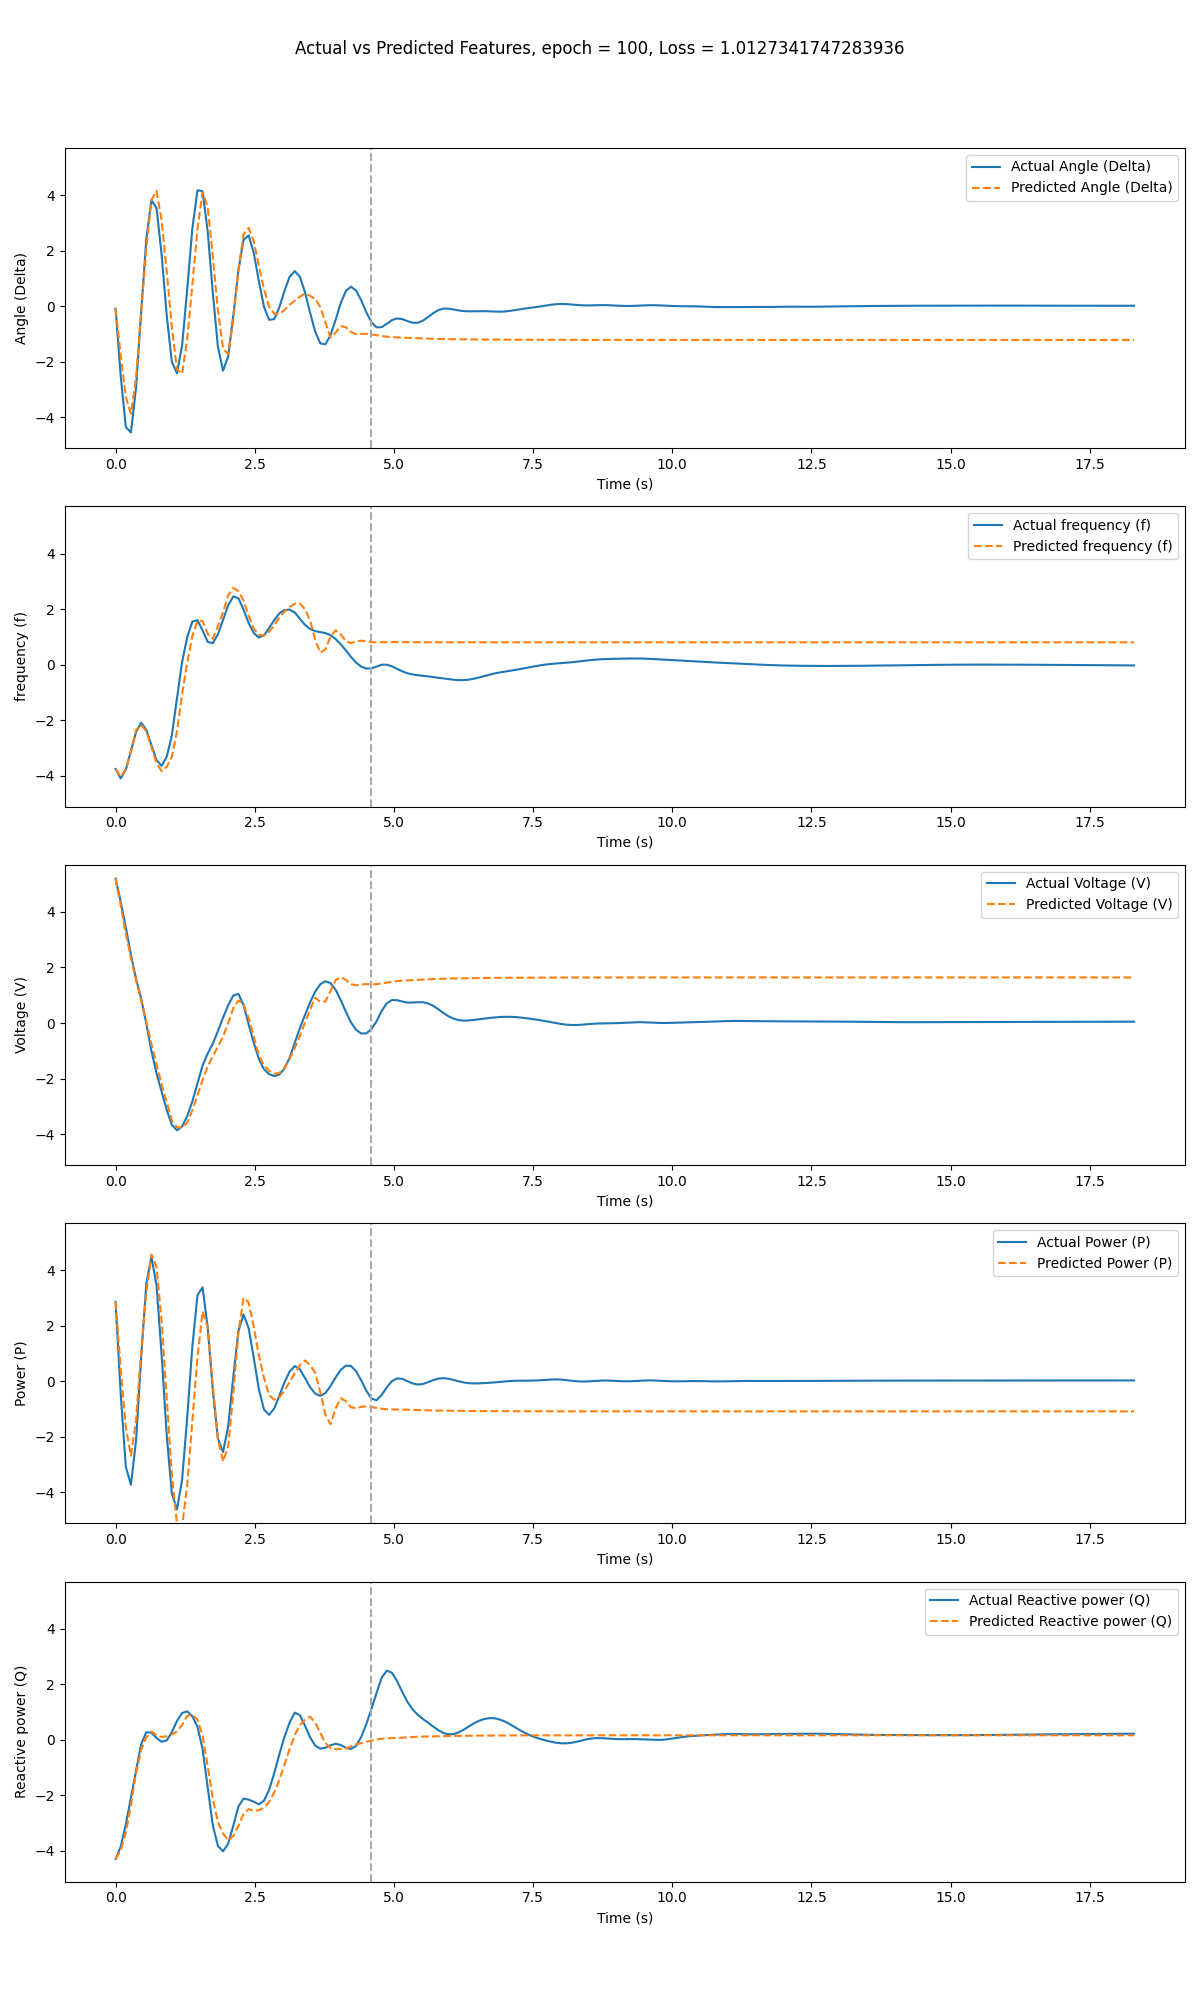 Actual vs Predicted Features, epoch = 100, Loss = 1.0127341747283936
Actual Angle (Delta)
Predicted Angle (Delta)
Angle (Delta)
4
2
0
−2
−4
0.0 2.5 5.0 7.5 10.0 12.5 15.0 17.5
Time (s)
Actual frequency (f)
Predicted frequency (f)
frequency (f)
4
2
0
−2
−4
0.0 2.5 5.0 7.5 10.0 12.5 15.0 17.5
Time (s)
Actual Voltage (V)
Predicted Voltage (V)
Voltage (V)
4
2
0
−2
−4
0.0 2.5 5.0 7.5 10.0 12.5 15.0 17.5
Time (s)
Actual Power (P)
Predicted Power (P)
Power (P)
4
2
0
−2
−4
0.0 2.5 5.0 7.5 10.0 12.5 15.0 17.5
Time (s)
Actual Reactive power (Q)
Predicted Reactive power (Q)
Reactive power (Q)
4
2
0
−2
−4
0.0 2.5 5.0 7.5 10.0 12.5 15.0 17.5
Time (s)